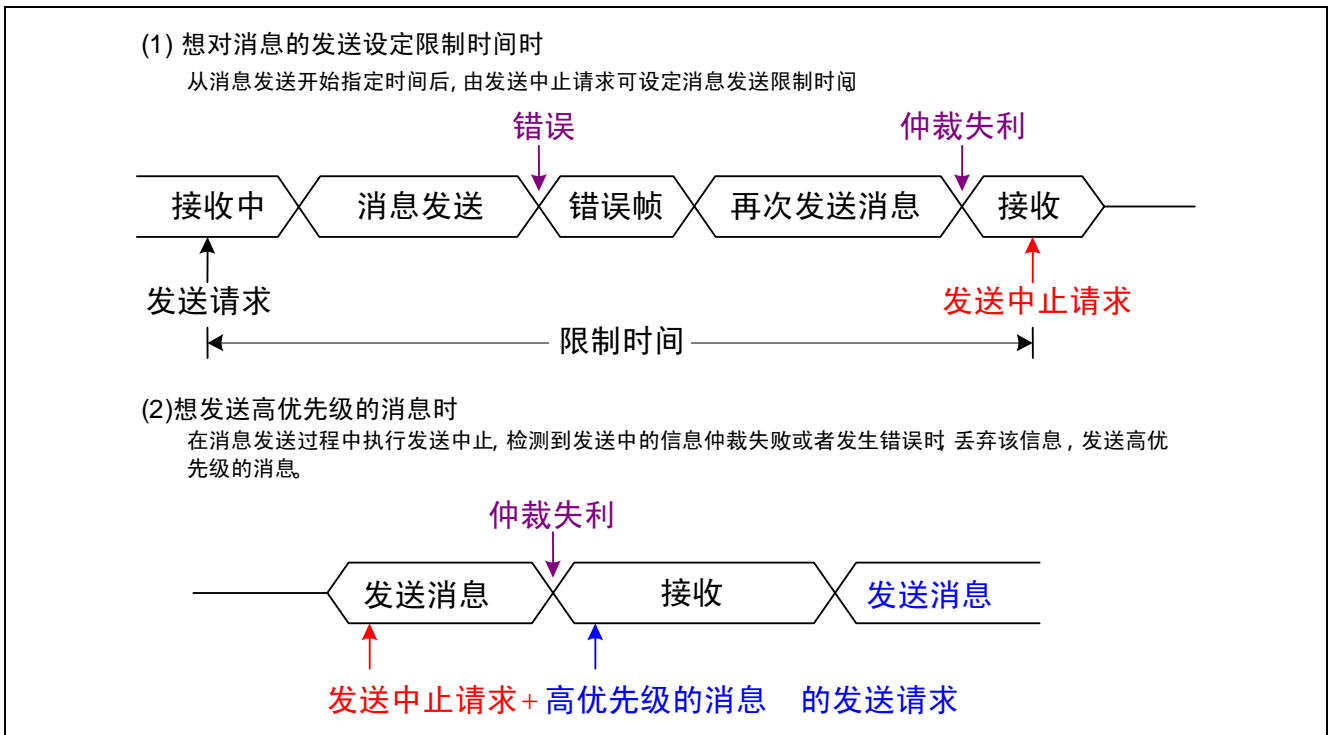 (1) 想对消息的发送设定限制时间时
从消息发送开始指定时间后, 由发送中止请求可设定消息发送限制时间
错误 仲裁失利
接收中 消息发送 错误帧 再次发送消息 接收
发送请求 发送中止请求
限制时间
(2)想发送高优先级的消息时
在消息发送过程中执行发送中止, 检测到发送中的信息仲裁失败或者发生错误时, 丢弃该信息, 发送高优
先级的消息。
仲裁失利
发送消息 接收 发送消息
发送中止请求+ 高优先级的消息 的发送请求